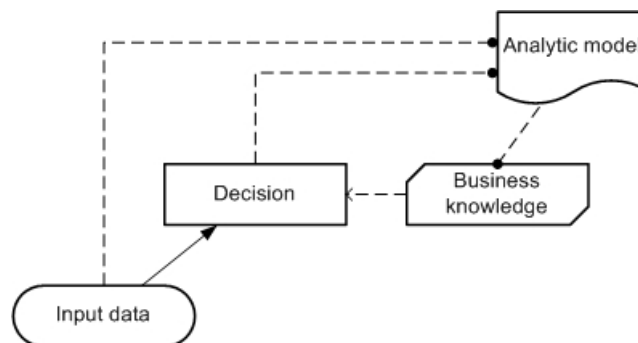 Analytic model
Decision
Business
knowledge
Input data